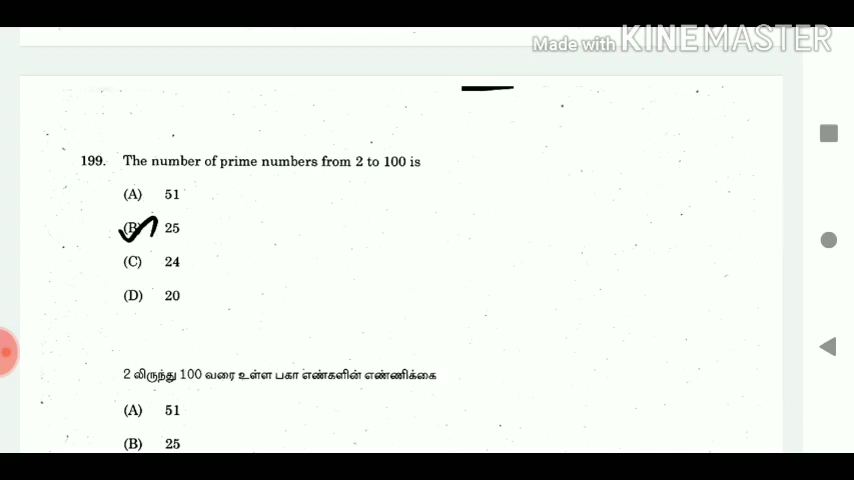 Made with KINEMASTER
199. The number of prime numbers from 2 to 100 is
(A) 51
(B) 25
(C) 24
(D) 20
2 லிருந்து 100 வரை உள்ள பகா எண்களின் எண்ணிக்கை
(A) 51
(B) 25